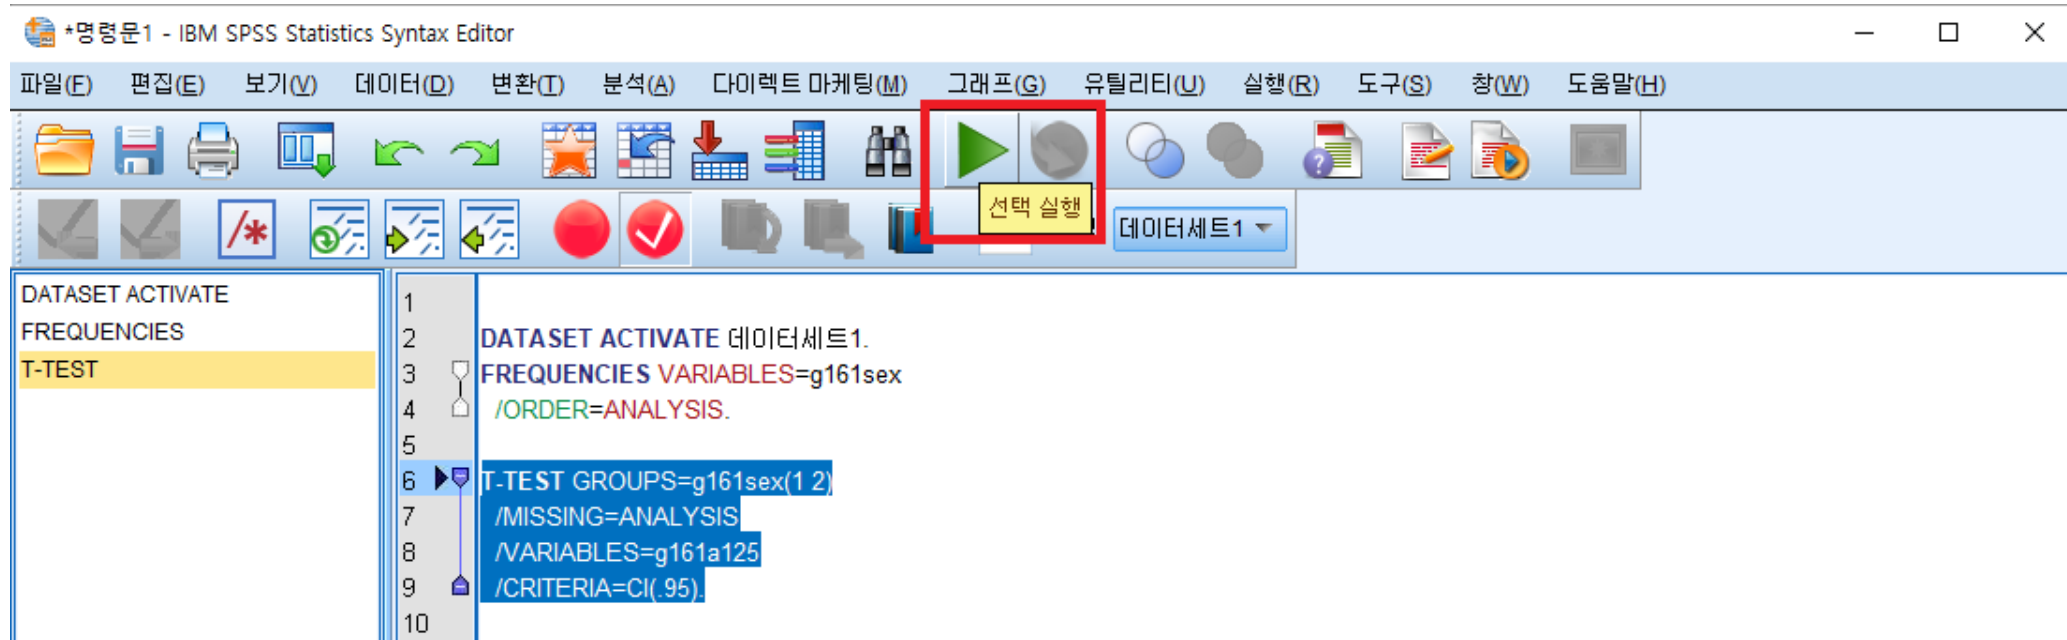 *명령문1 - IBM SPSS Statistics Syntax Editor
파일(F) 편집(E) 보기(V) 데이터(D) 변환(T) 분석(A) 다이렉트 마케팅(M) 그래프(G) 유틸리티(U) 실행(R) 도구(S) 창(W) 도움말(H)
선택 실행
데이터세트1
DATASET ACTIVATE
FREQUENCIES
T-TEST
1
2 DATASET ACTIVATE 데이터세트1.
3 FREQUENCIES VARIABLES=g161sex
4 /ORDER=ANALYSIS.
5
6 T-TEST GROUPS=g161sex(1 2)
7 /MISSING=ANALYSIS
8 /VARIABLES=g161a125
9 /CRITERIA=CI(.95).
10